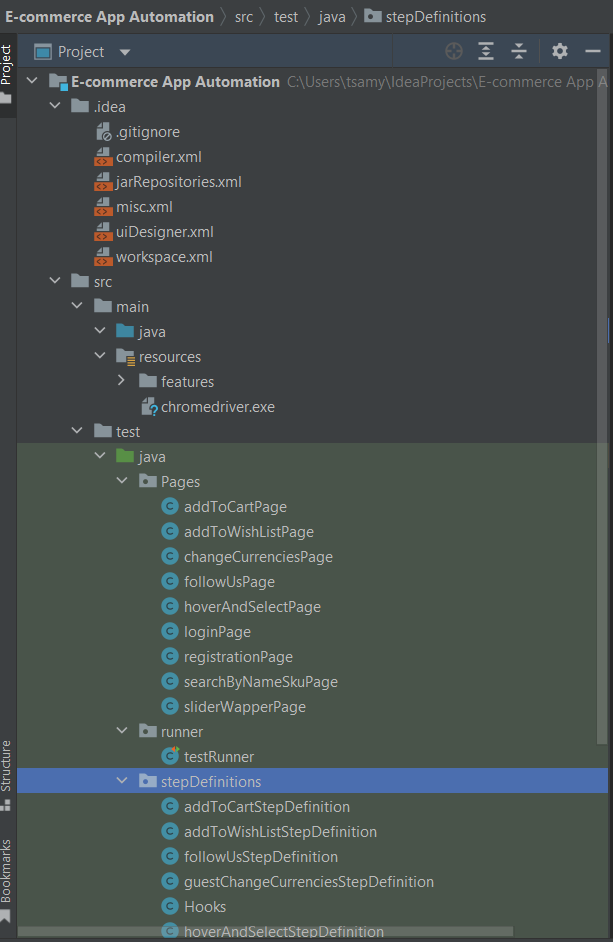 E-commerce App Automation src test java stepDefinitions
Project
Project
E-commerce App Automation C:\Users\tsamy\IdeaProjects\E-commerce App A
.idea
.gitignore
compiler.xml
jarRepositories.xml
misc.xml
uiDesigner.xml
workspace.xml
src
main
java
resources
features
chromedriver.exe
test
java
Pages
addToCartPage
addToWishListPage
changeCurrenciesPage
followUsPage
hoverAndSelectPage
loginPage
registrationPage
searchByNameSkuPage
sliderWapperPage
runner
testRunner
stepDefinitions
addToCartStepDefinition
addToWishListStepDefinition
followUsStepDefinition
guestChangeCurrenciesStepDefinition
Hooks
hoverAndSelectStepDefinition
Structure
Bookmarks